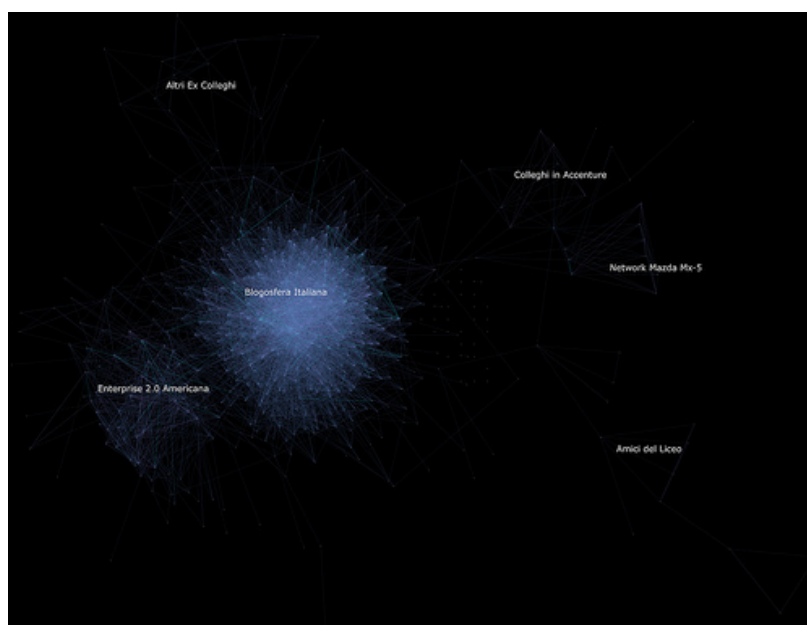 Altri Ex Colleghi
Colleghi in Accenture
Network Mazda Mx-5
Blogosfera Italiana
Enterprise 2.0 Americana
Amici del Liceo